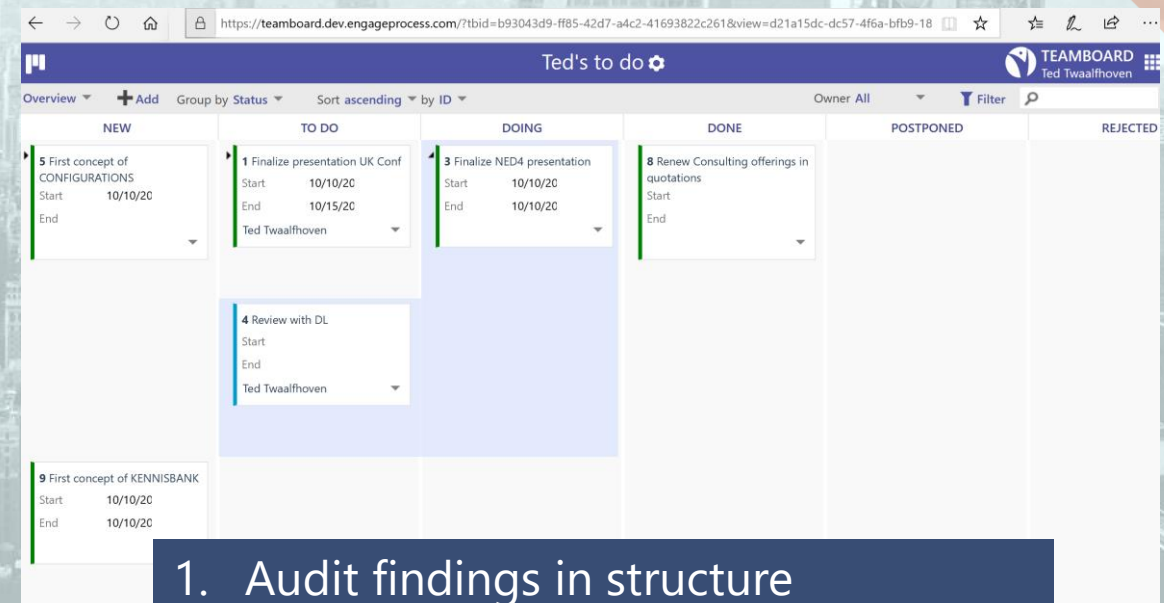 https://teamboard.dev.engageprocess.com/?tbid=b93043d9-ff85-42d7-a4c2-41693822c261&view=d21a15dc-dc57-4f6a-bfb9-18
Ted's to do
TEAMBOARD
Ted Twaalfhoven
Overview Add Group by Status Sort ascending by ID Owner All Filter
NEW TO DO DOING DONE POSTPONED REJECTED
5 First concept of
CONFIGURATIONS
Start 10/10/20
End
1 Finalize presentation UK Conf
Start 10/10/20
End 10/15/20
Ted Twaalfhoven
3 Finalize NED4 presentation
Start 10/10/20
End 10/10/20
8 Renew Consulting offerings in
quotations
Start
End
4 Review with DL
Start
End
Ted Twaalfhoven
9 First concept of KENNISBANK
Start 10/10/20
End 10/10/20
1. Audit findings in structure